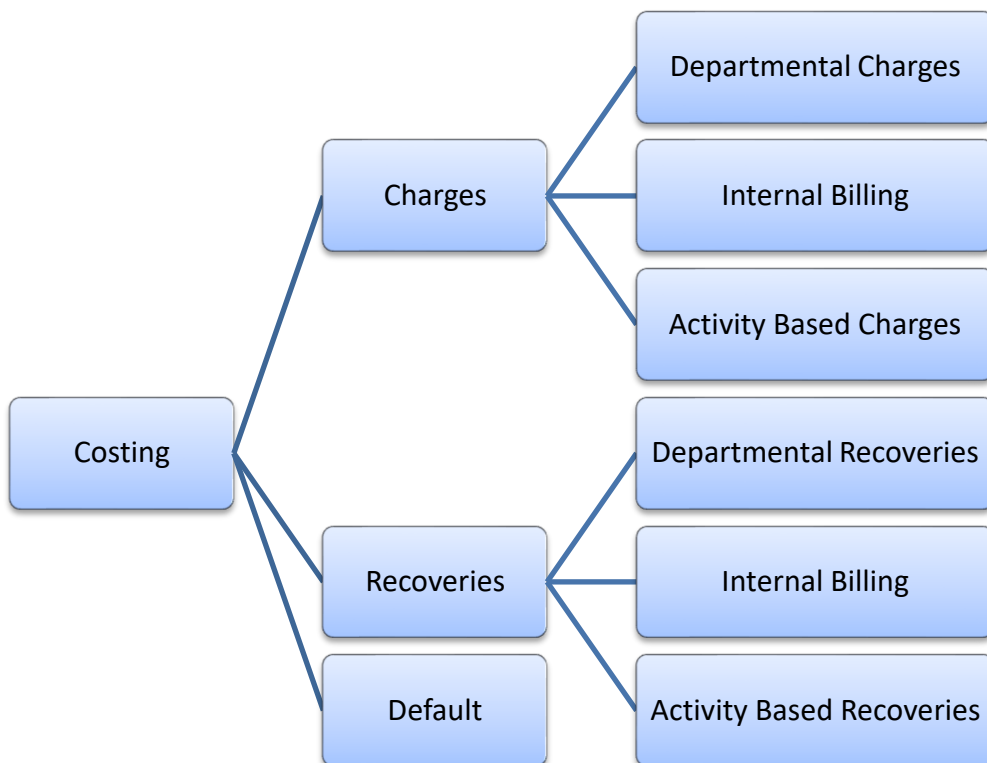 Costing
Charges
Departmental Charges
Internal Billing
Activity Based Charges
Recoveries
Departmental Recoveries
Internal Billing
Activity Based Recoveries
Default